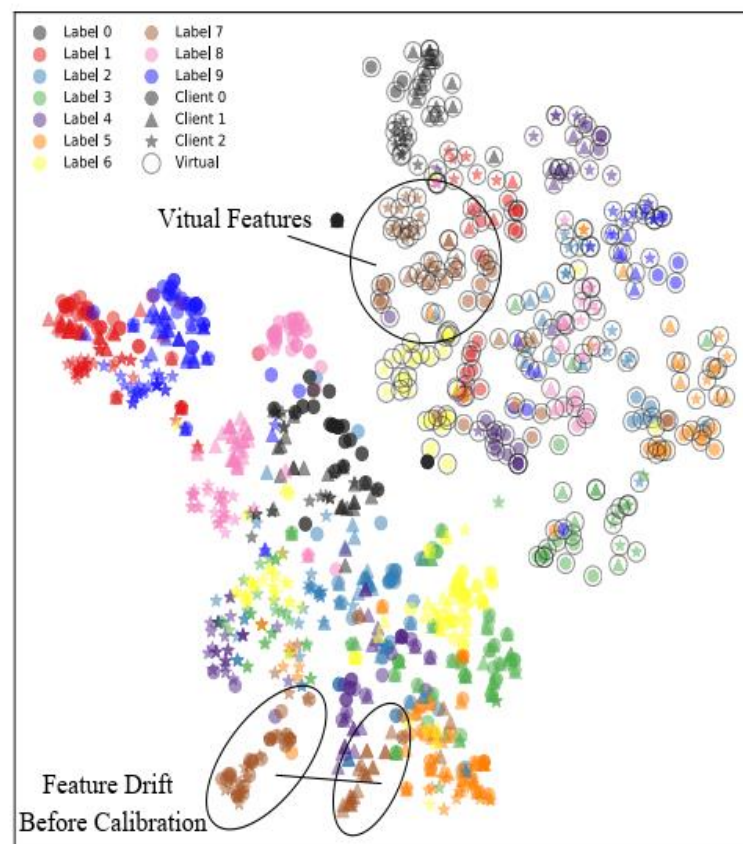 Label 0
Label 1
Label 2
Label 3
Label 4
Label 5
Label 6
Label 7
Label 8
Label 9
Client 0
Client 1
Client 2
Virtual
Vitual Features
Feature Drift
Before Calibration